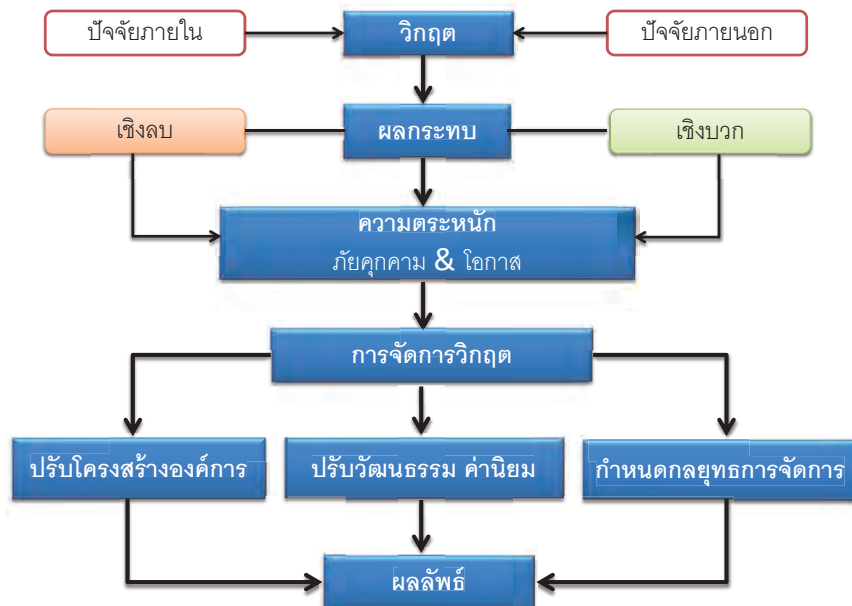 ปัจจัยภายใน
วิกฤต
ปัจจัยภายนอก
เชิงลบ
ผลกระทบ
เชิงบวก
ความตระหนัก
ภัยคุกคาม & โอกาส
การจัดการวิกฤต
ปรับโครงสร้างองค์การ
ปรับวัฒนธรรม ค่านิยม
กำหนดกลยุทธการจัดการ
ผลลัพธ์